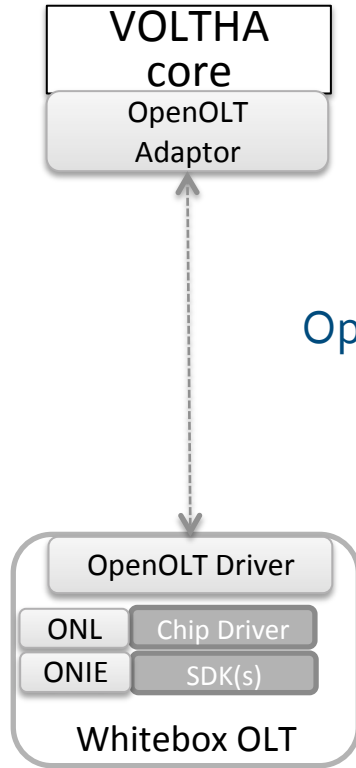 VOLTHA
core
OpenOLT
Adaptor
Op
OpenOLT Driver
ONL Chip Driver
ONIE SDK(s)
Whitebox OLT